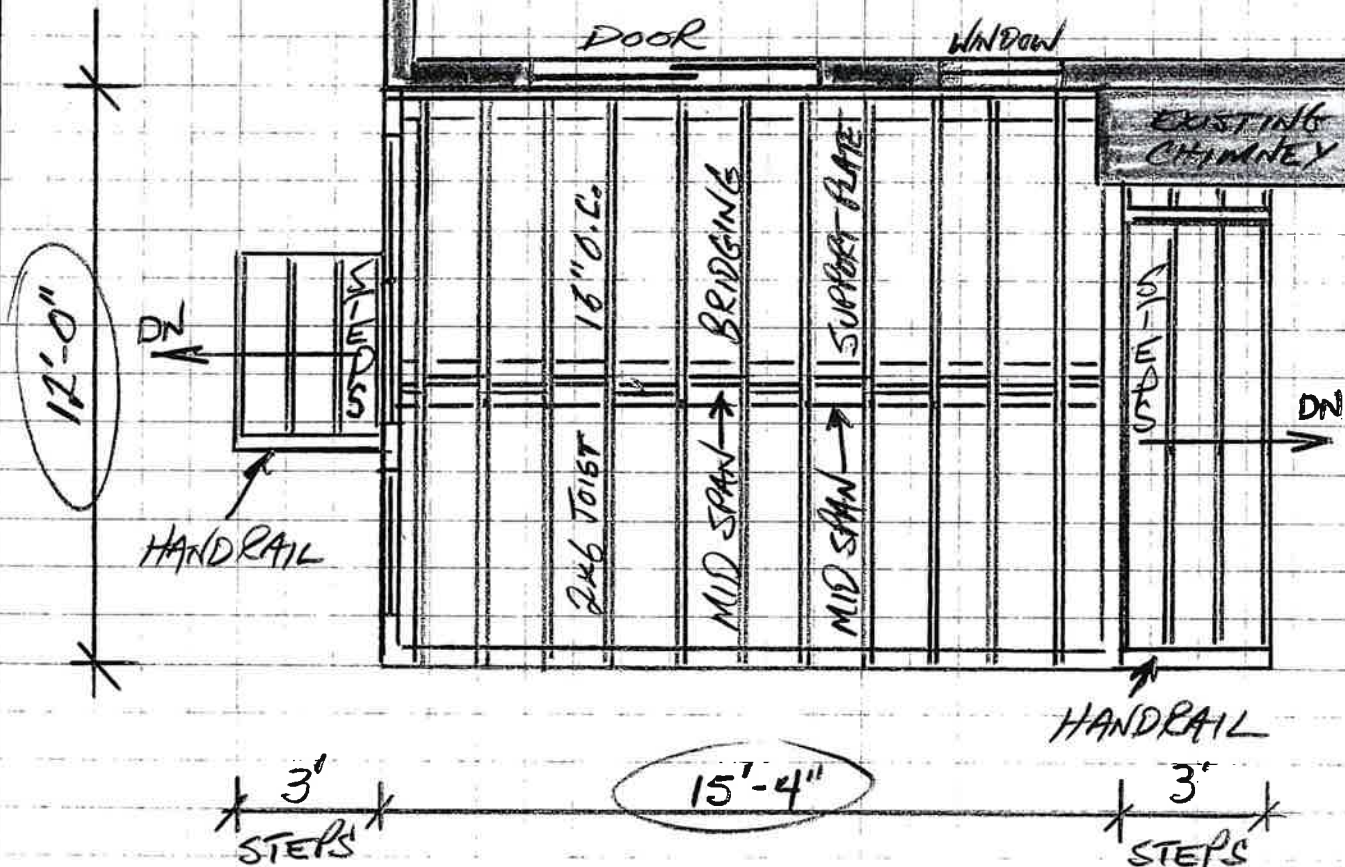 DOOR
WINDOW
EXISTING
CHIMNEY
12'-0"
DN
STEPS
HANDRAIL
2x6 JOIST 16" O.C.
MID SPAN → BRIDGING
MID SPAN → SUPPORT PLATE
STEPS
DN
HANDRAIL
3'
STEPS
15'-4"
3'
STEPS